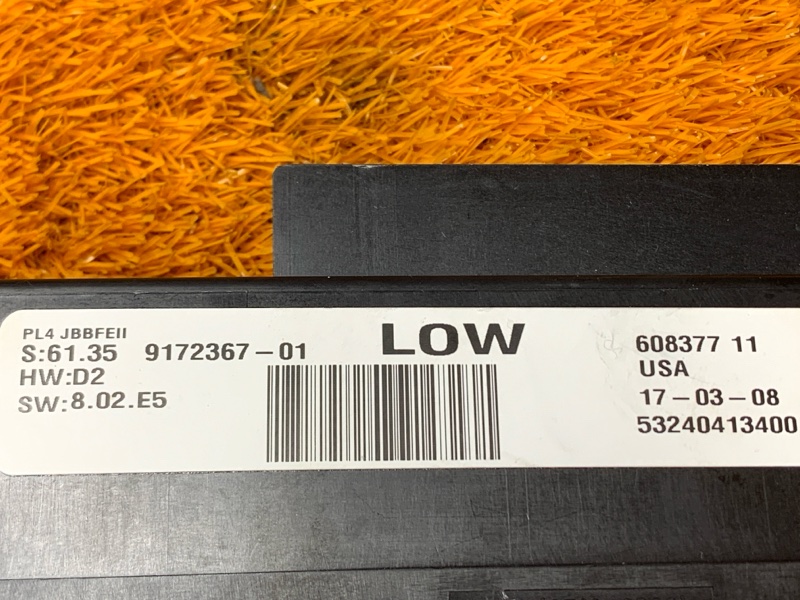 PL4 JBBFEII
S:61.35 9172367-01
HW:D2
SW:8.02.E5
LOW
608377 11
USA
17-03-08
53240413400